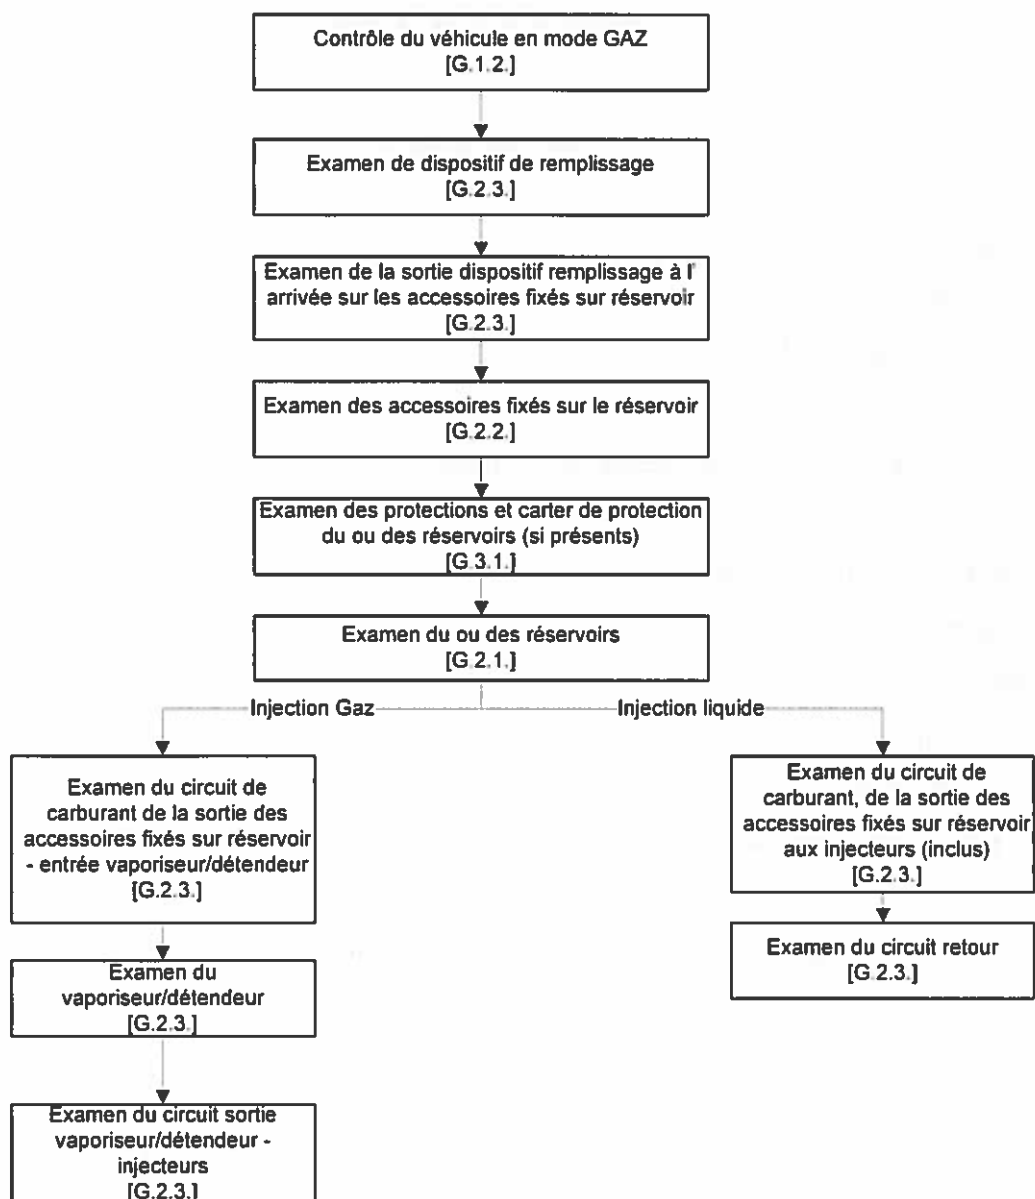 Contrôle du véhicule en mode GAZ
[G.1.2.]
Examen de dispositif de remplissage
[G.2.3.]
Examen de la sortie dispositif remplissage à l'
arrivée sur les accessoires fixés sur réservoir
[G.2.3.]
Examen des accessoires fixés sur le réservoir
[G.2.2.]
Examen des protections et carter de protection
du ou des réservoirs (si présents)
[G.3.1.]
Examen du ou des réservoirs
[G.2.1.]
Injection Gaz
Injection liquide
Examen du circuit de
carburant de la sortie des
accessoires fixés sur réservoir
- entrée vaporiseur/détendeur
[G.2.3.]
Examen du
vaporiseur/détendeur
[G.2.3.]
Examen du circuit sortie
vaporiseur/détendeur -
injecteurs
[G.2.3.]
Examen du circuit de
carburant, de la sortie des
accessoires fixés sur réservoir
aux injecteurs (inclus)
[G.2.3.]
Examen du circuit retour
[G.2.3.]